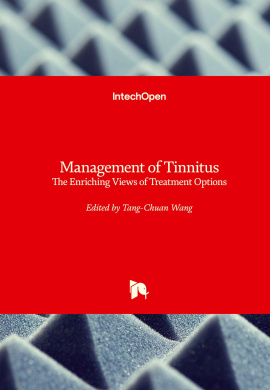 IntechOpen
Management of Tinnitus
The Enriching Views of Treatment Options
Edited by Tang-Chuan Wang